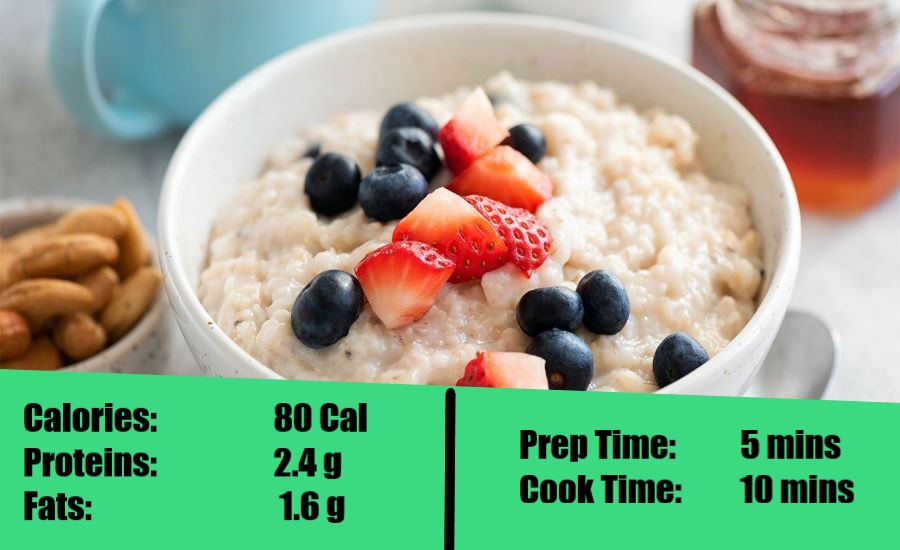 Calories: 80 Cal
Proteins: 2.4 g
Fats: 1.6 g
Prep Time: 5 mins
Cook Time: 10 mins